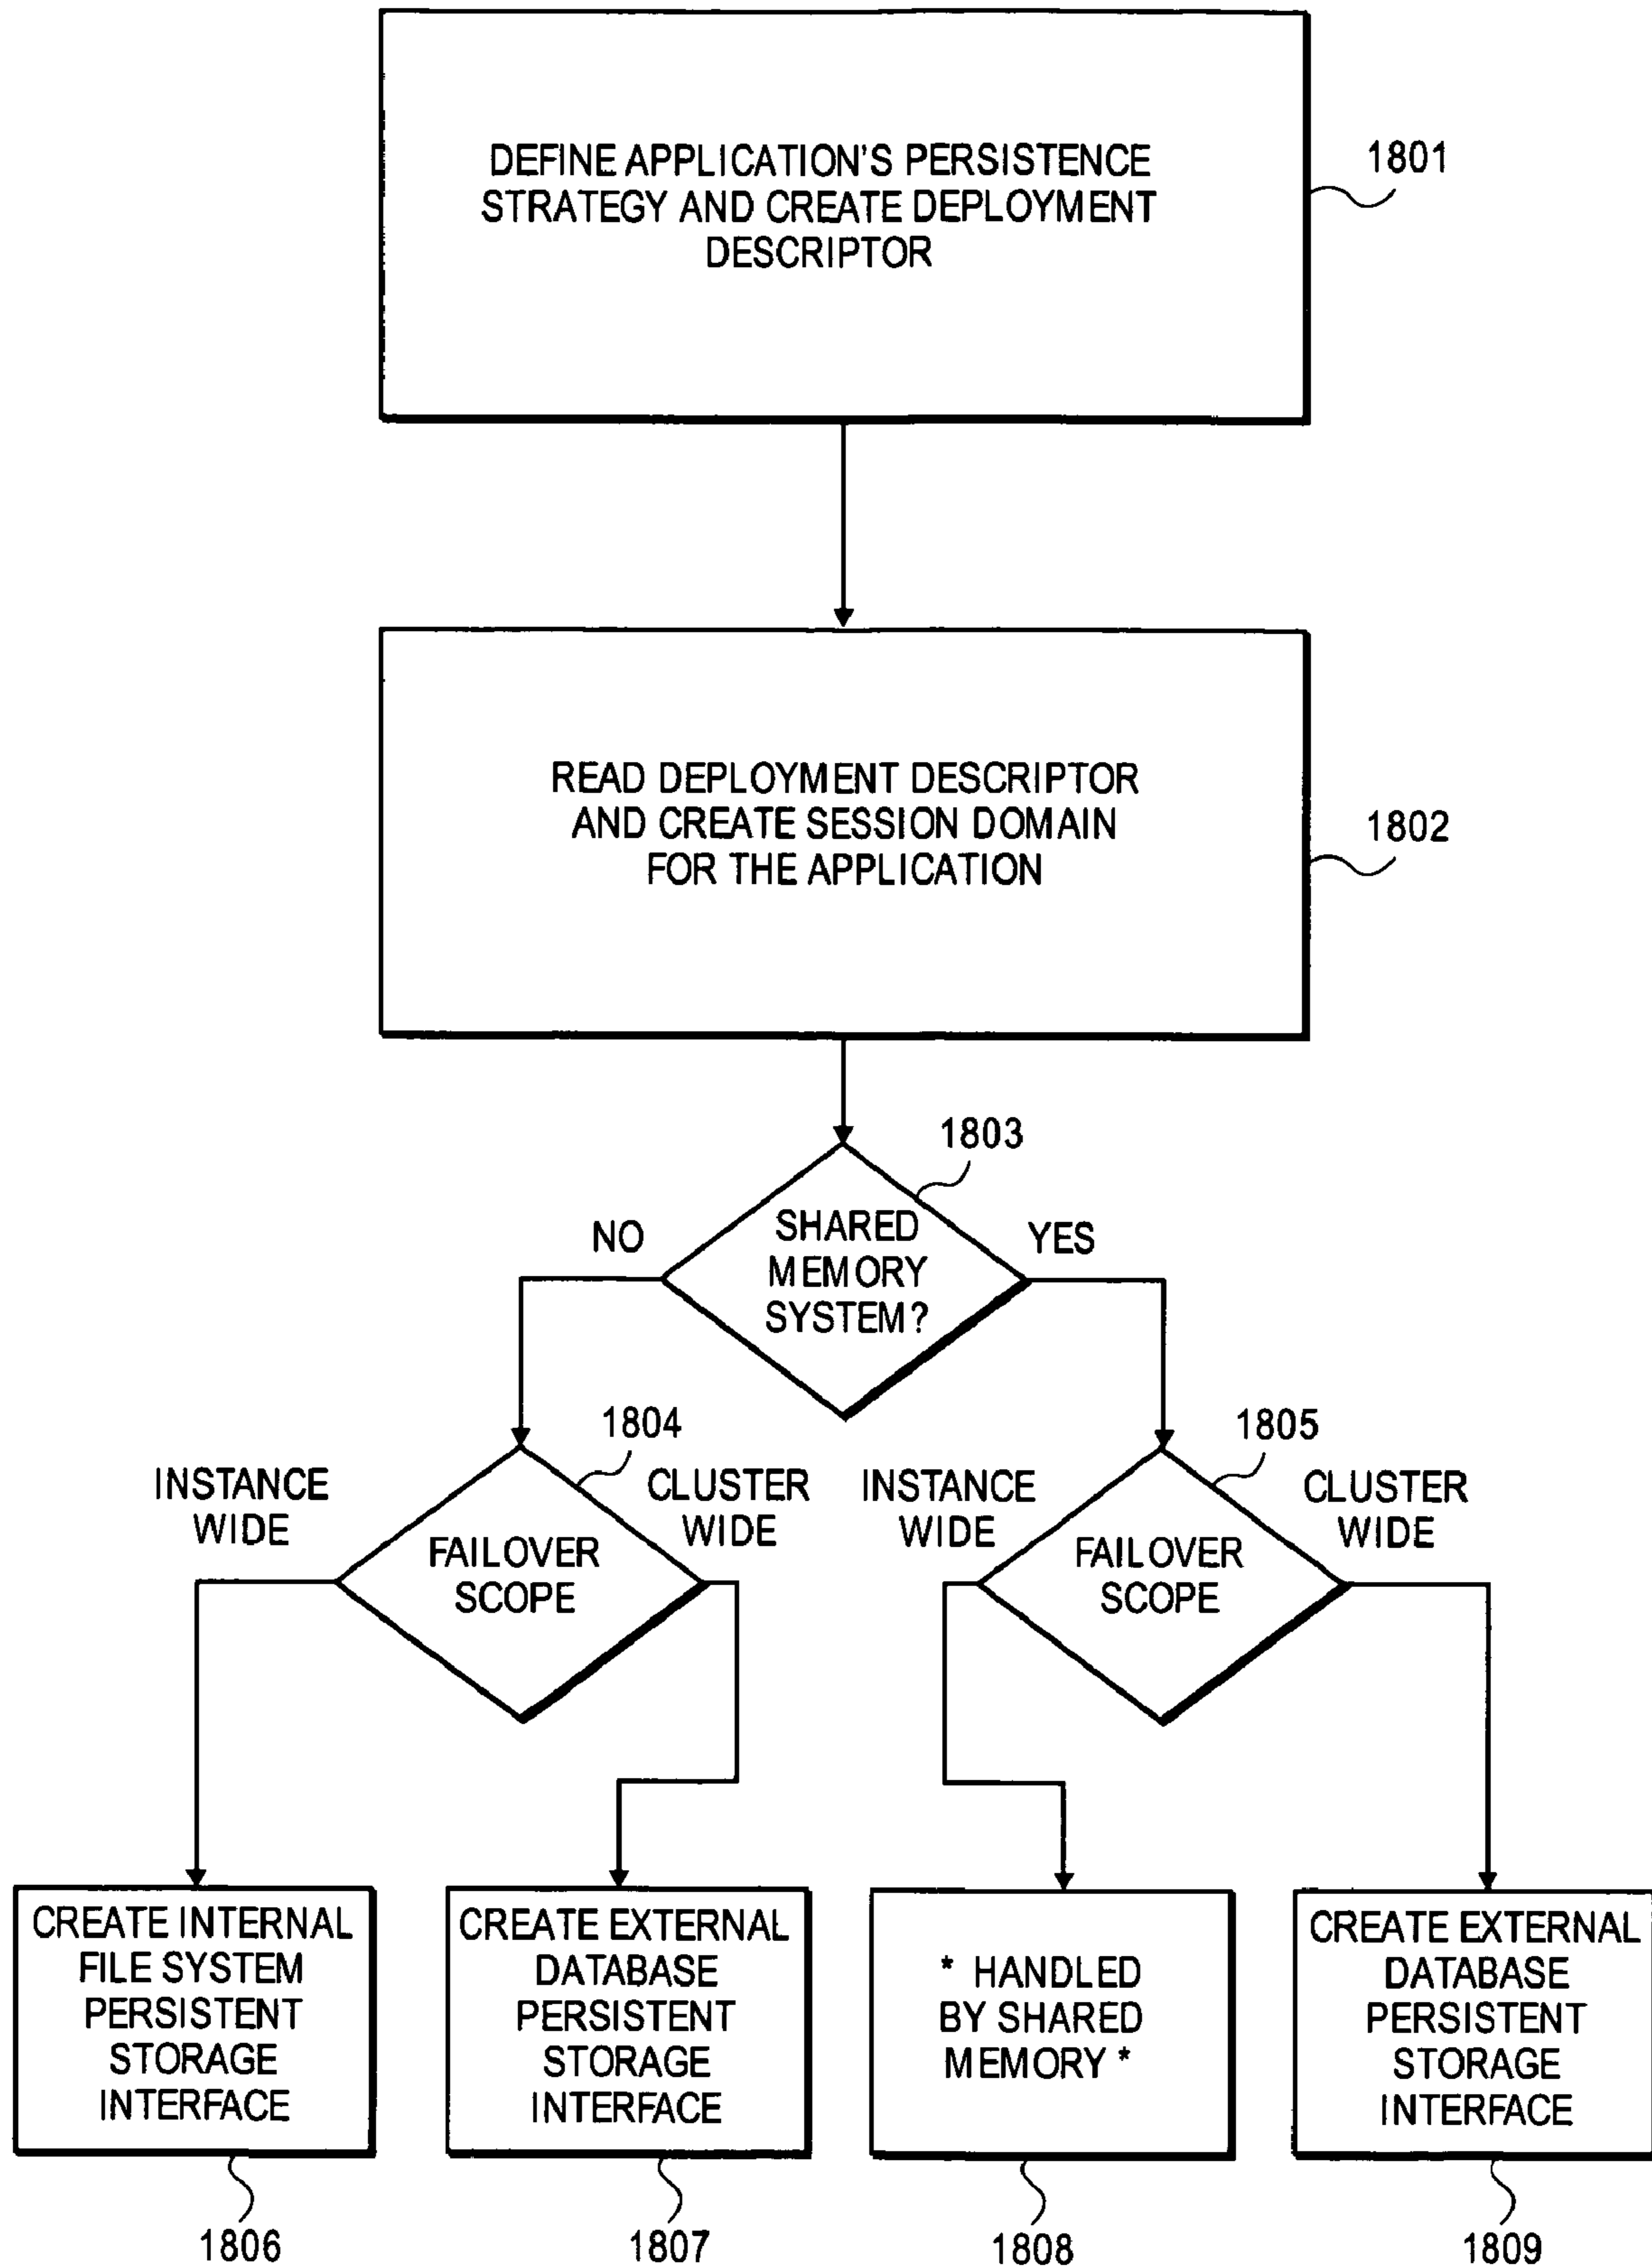 DEFINE APPLICATION'S PERSISTENCE
STRATEGY AND CREATE DEPLOYMENT
DESCRIPTOR
1801
READ DEPLOYMENT DESCRIPTOR
AND CREATE SESSION DOMAIN
FOR THE APPLICATION
1802
1803
SHARED
MEMORY
SYSTEM?
NO
YES
1804
INSTANCE
WIDE
FAILOVER
SCOPE
CLUSTER
WIDE
1805
INSTANCE
WIDE
FAILOVER
SCOPE
CLUSTER
WIDE
CREATE INTERNAL
FILE SYSTEM
PERSISTENT
STORAGE
INTERFACE
1806
CREATE EXTERNAL
DATABASE
PERSISTENT
STORAGE
INTERFACE
1807
* HANDLED
BY SHARED
MEMORY *
1808
CREATE EXTERNAL
DATABASE
PERSISTENT
STORAGE
INTERFACE
1809